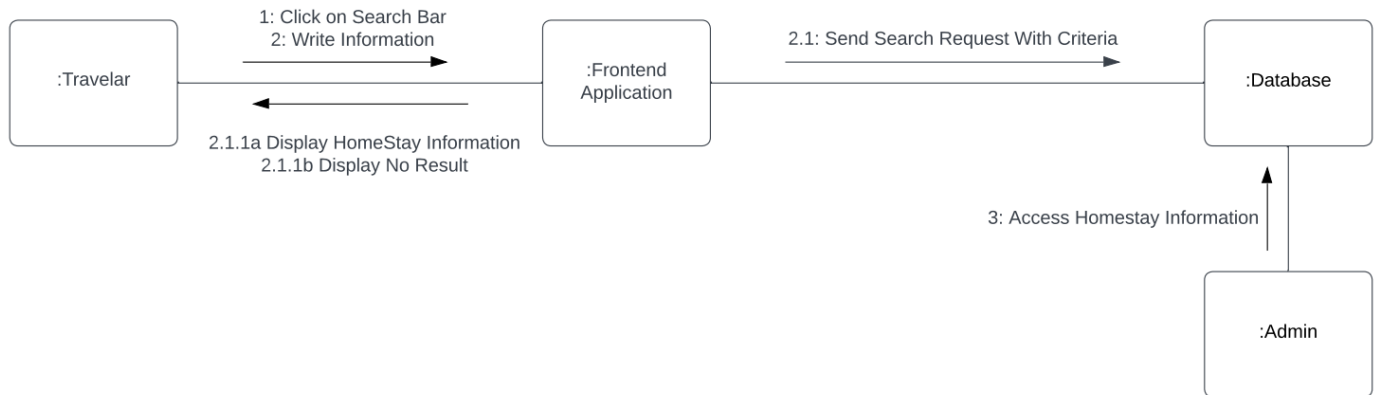 1: Click on Search Bar
2: Write Information
:Travelar
2.1.1a Display HomeStay Information
2.1.1b Display No Result
:Frontend
Application
2.1: Send Search Request With Criteria
:Database
3: Access Homestay Information
:Admin